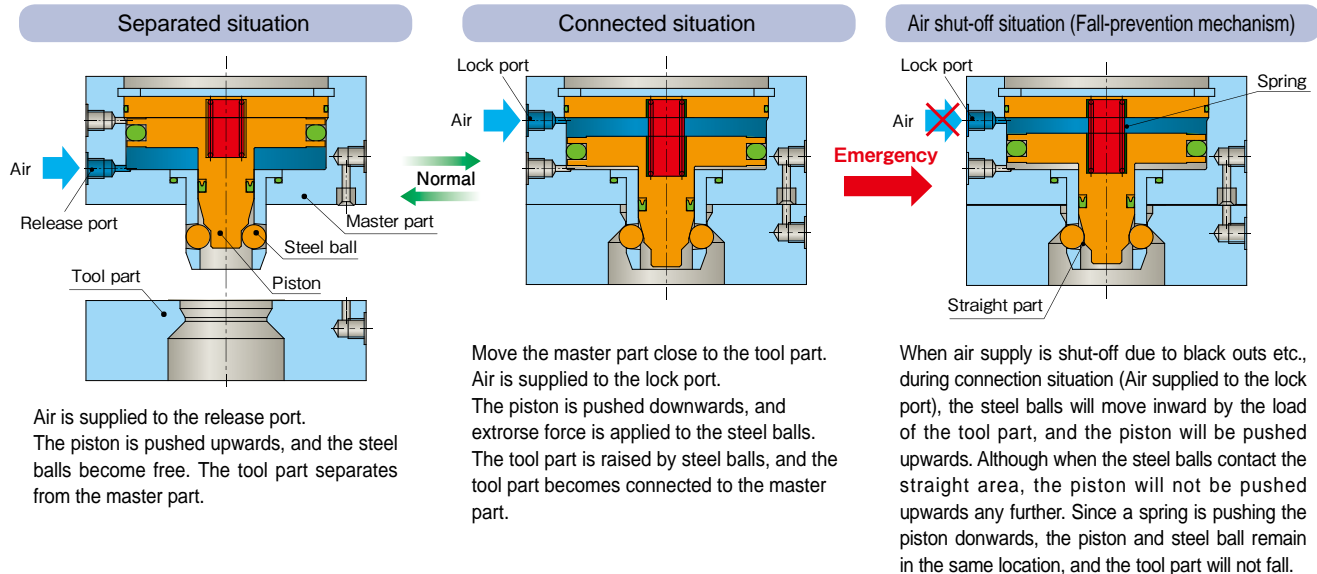 Separated situation
Air
Release port
Master part
Steel ball
Piston
Tool part
Air is supplied to the release port.
The piston is pushed upwards, and the steel
balls become free. The tool part separates
from the master part.
Normal
Connected situation
Lock port
Air
Move the master part close to the tool part.
Air is supplied to the lock port.
The piston is pushed downwards, and
extrorse force is applied to the steel balls.
The tool part is raised by steel balls, and the
tool part becomes connected to the master
part.
Emergency
Air shut-off situation (Fall-prevention mechanism)
Lock port
Spring
Air
Straight part
When air supply is shut-off due to black outs etc.,
during connection situation (Air supplied to the lock
port), the steel balls will move inward by the load
of the tool part, and the piston will be pushed
upwards. Although when the steel balls contact the
straight area, the piston will not be pushed
upwards any further. Since a spring is pushing the
piston donwards, the piston and steel ball remain
in the same location, and the tool part will not fall.